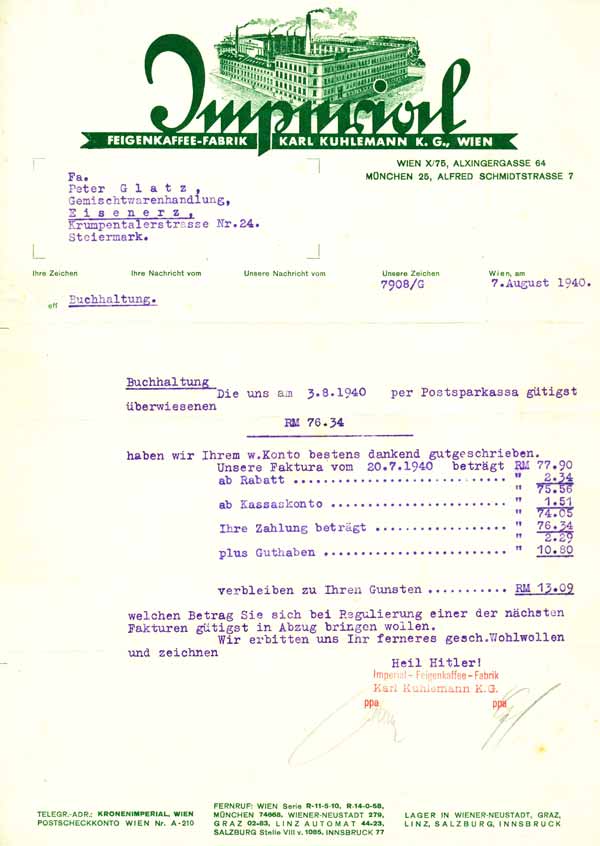 Imperial
FEIGENKAFFEE-FABRIK KARL KUHLEMANN K. G., WIEN
WIEN X/75, ALXINGERGASSE 64
MÜNCHEN 25, ALFRED SCHMIDTSTRASSE 7
Fa.
Peter Glatz,
Gemischtwarenhandlung,
Eisenerz,
Krumpentalerstrasse Nr.24.
Steiermark.
Ihre Zeichen Ihre Nachricht vom Unsere Nachricht vom Unsere Zeichen Wien, am
7908/G 7.August 1940.
eff Buchhaltung.
Buchhaltung
Die uns am 3.8.1940 per Postsparkassa gütigst
überwiesenen
RM 76.34
haben wir Ihrem w.Konto bestens dankend gutgeschrieben.
Unsere Faktura vom 20.7.1940 beträgt RM 77.90
ab Rabatt .............................. " 2.34
" 75.56
ab Kassaskonto ......................... " 1.51
" 74.05
Ihre Zahlung beträgt .................. " 76.34
" 2.29
plus Guthaben .......................... " 10.80
verbleiben zu Ihren Gunsten ........... RM 13.09
welchen Betrag Sie sich bei Regulierung einer der nächsten
Fakturen gütigst in Abzug bringen wollen.
Wir erbitten uns Ihr ferneres gesch.Wohlwollen
und zeichnen
Heil Hitler!
Imperial - Feigenkaffee - Fabrik
Karl Kuhlemann K.G.
ppa ppa
TELEGR.-ADR.: KRONENIMPERIAL, WIEN
POSTSCHECKKONTO WIEN Nr. A-210
FERNRUF: WIEN Serie R-11-5-10, R-14-0-58,
MÜNCHEN 74668, WIENER-NEUSTADT 279,
GRAZ 02-83, LINZ AUTOMAT 44-23,
SALZBURG Stelle VIII v. 1085, INNSBRUCK 77
LAGER IN WIENER-NEUSTADT, GRAZ,
LINZ, SALZBURG, INNSBRUCK